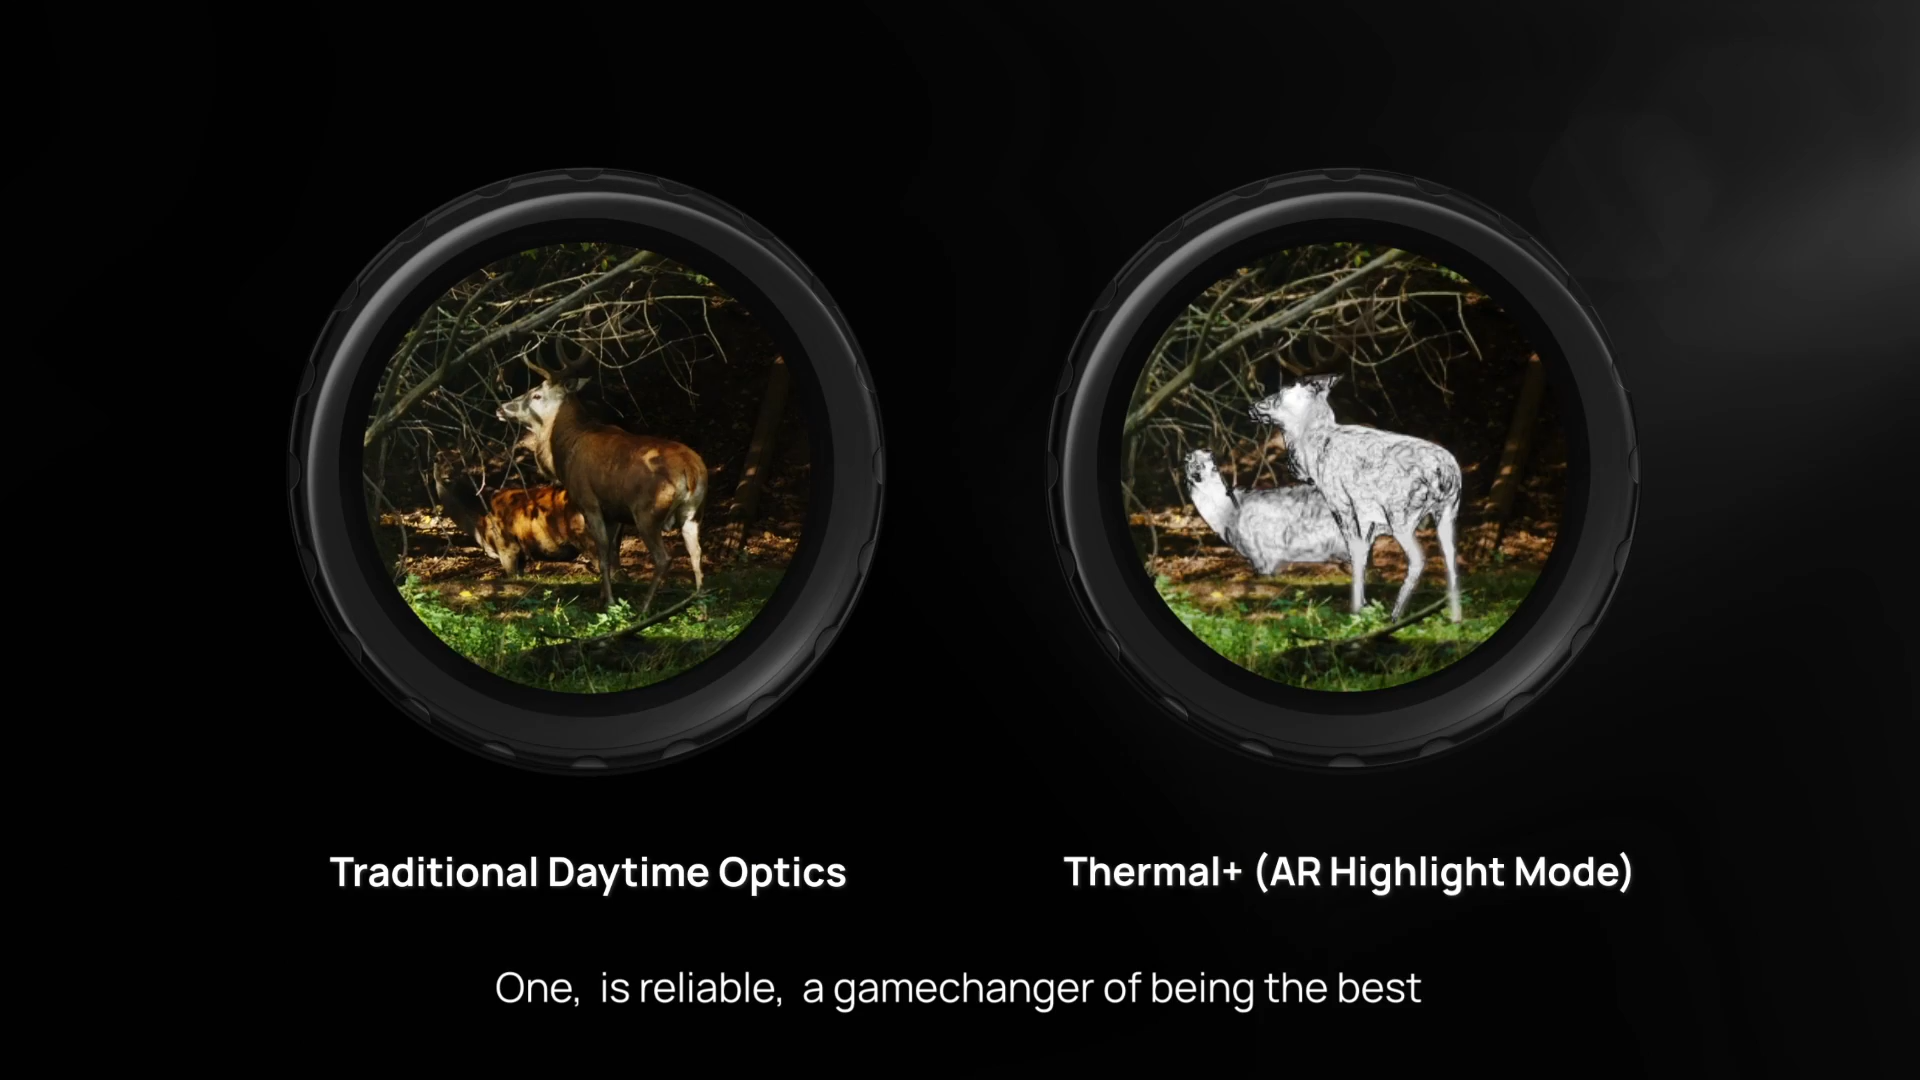 Traditional Daytime Optics
Thermal+ (AR Highlight Mode)
One, is reliable, a gamechanger of being the best